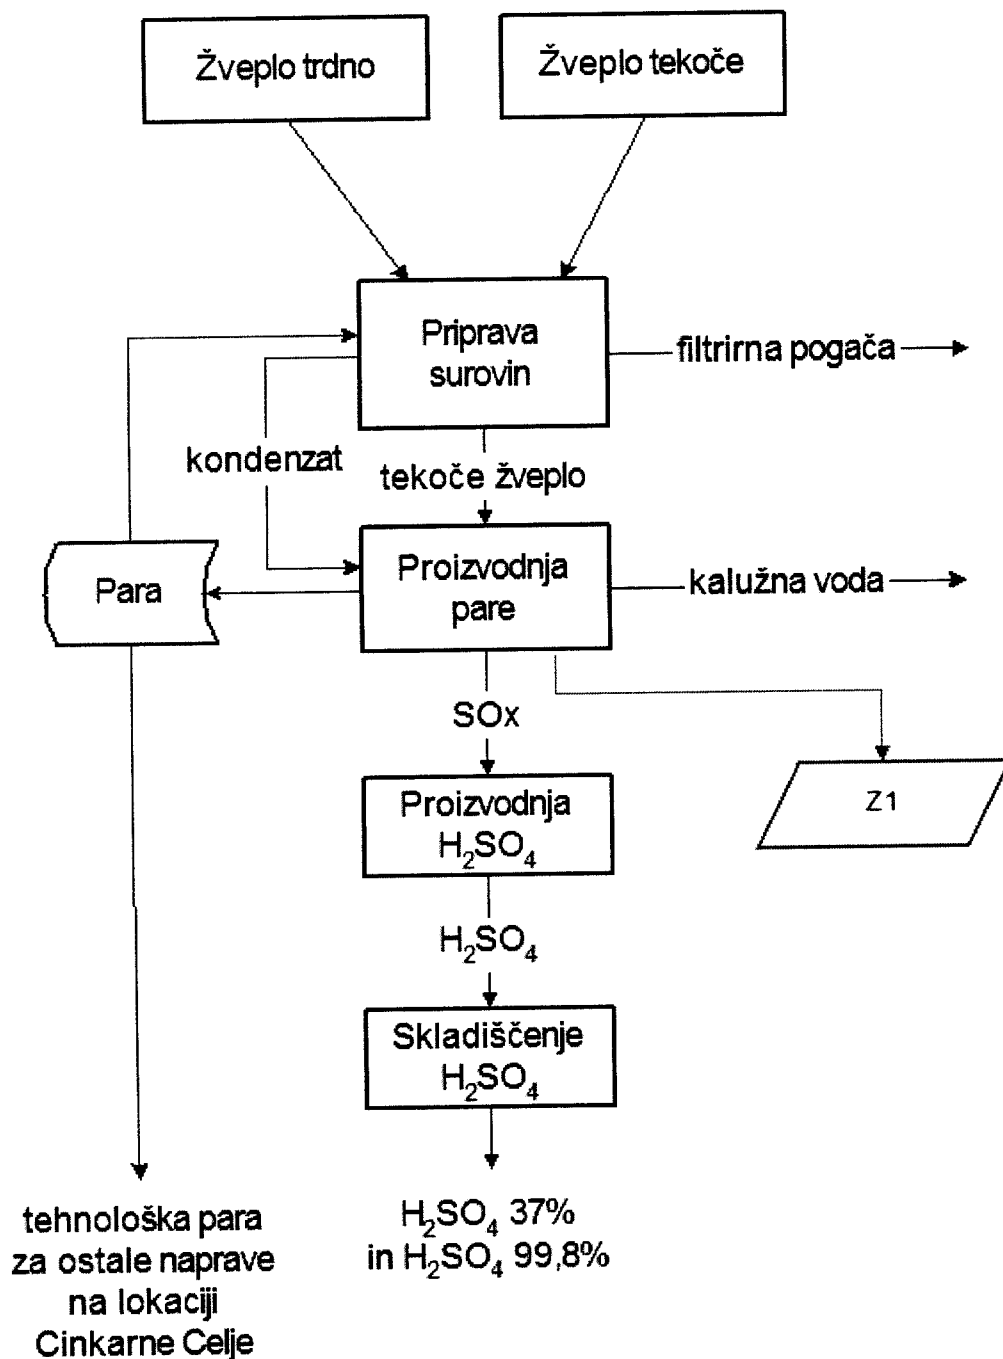 Žveplo trdno
Žveplo tekoče
Priprava
surovin
filtrirna pogača
kondenzat
tekoče žveplo
Para
Proizvodnja
pare
kalužna voda
SOx
Z1
Proizvodnja
H₂SO₄
H₂SO₄
Skladiščenje
H₂SO₄
H₂SO₄ 37%
in H₂SO₄ 99,8%
tehnološka para
za ostale naprave
na lokaciji
Cinkarne Celje